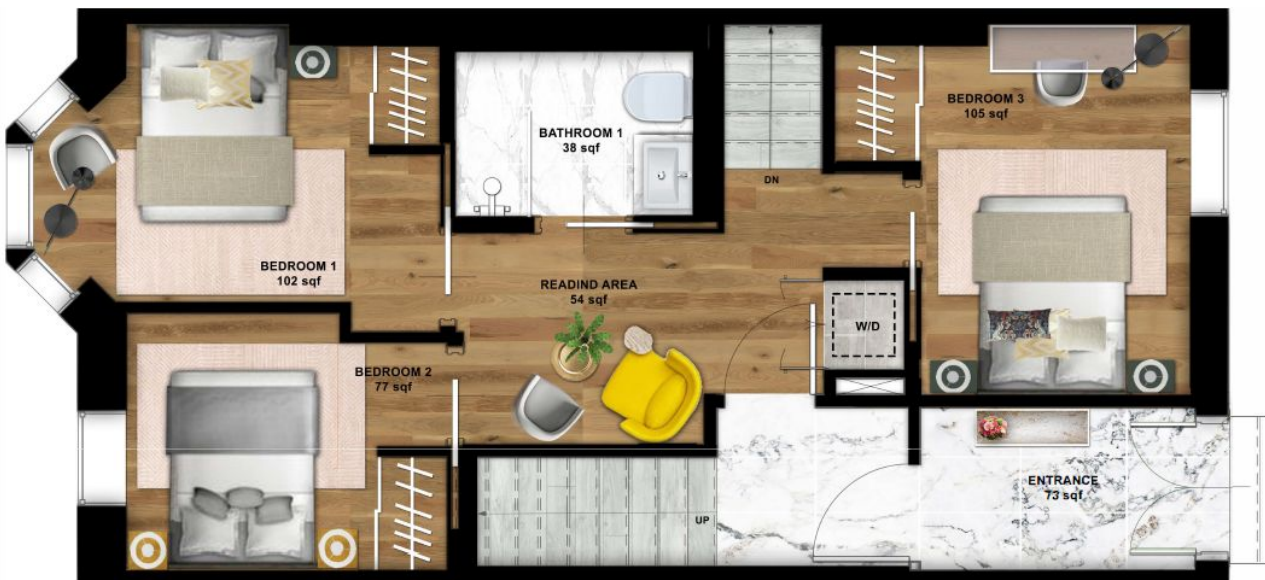 BEDROOM 3
105 sqf
BATHROOM 1
38 sqf
DN
BEDROOM 1
102 sqf
READIND AREA
54 sqf
W/D
BEDROOM 2
77 sqf
ENTRANCE
73 sqf
UP